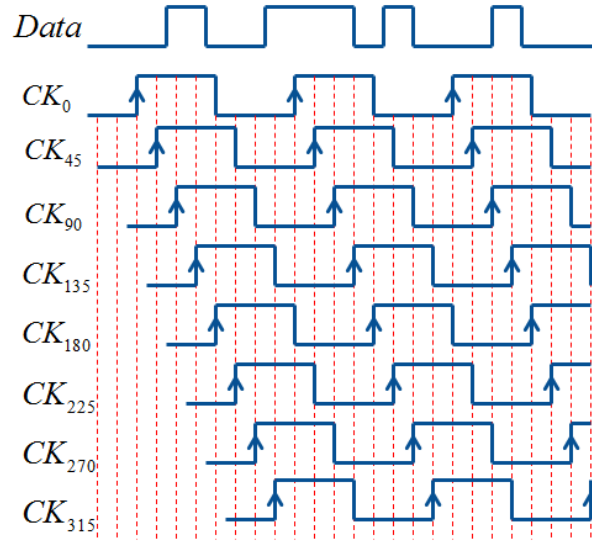 Data
CK₀
CK₄₅
CK₉₀
CK₁₃₅
CK₁₈₀
CK₂₂₅
CK₂₇₀
CK₃₁₅